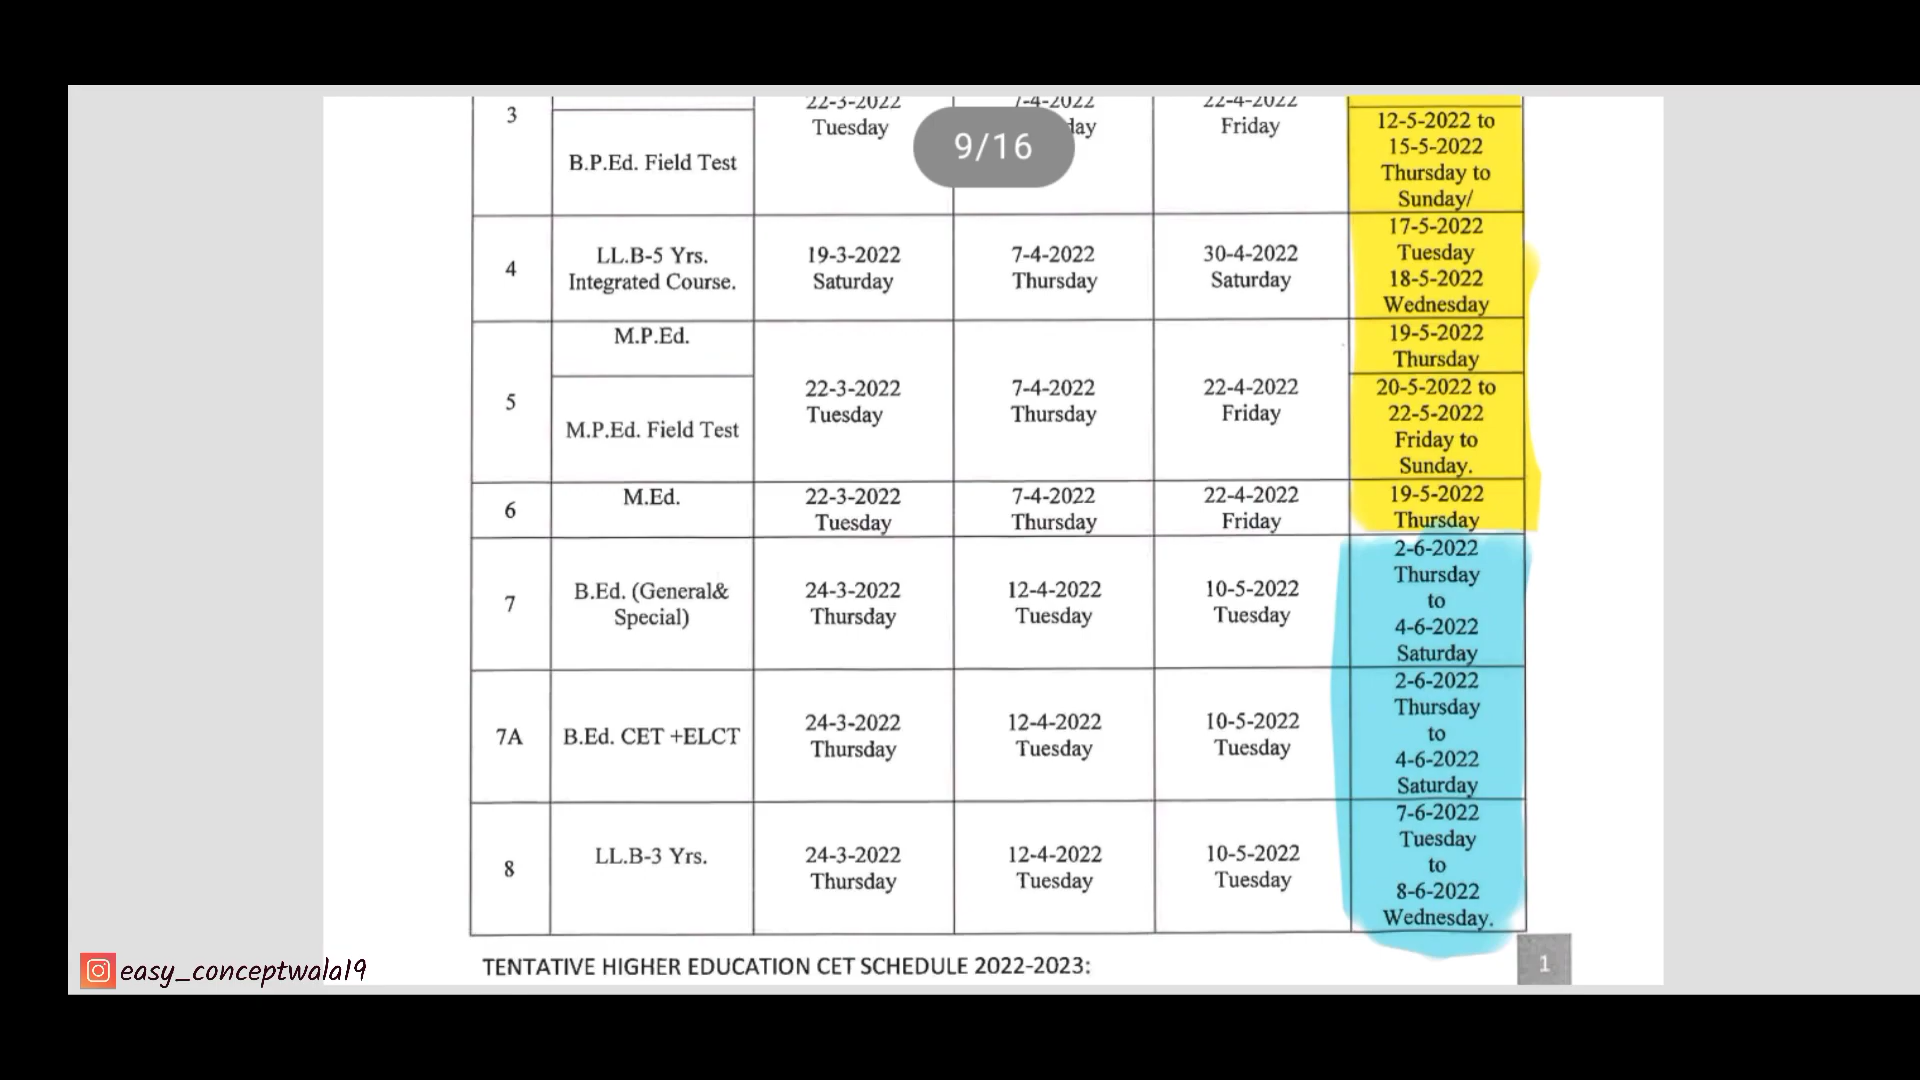 3
22-3-2022
Tuesday
7-4-2022
day
22-4-2022
Friday
B.P.Ed. Field Test
12-5-2022 to
15-5-2022
Thursday to
Sunday/
9/16
4
LL.B-5 Yrs.
Integrated Course.
19-3-2022
Saturday
7-4-2022
Thursday
30-4-2022
Saturday
17-5-2022
Tuesday
18-5-2022
Wednesday
5
M.P.Ed.
M.P.Ed. Field Test
22-3-2022
Tuesday
7-4-2022
Thursday
22-4-2022
Friday
19-5-2022
Thursday
20-5-2022 to
22-5-2022
Friday to
Sunday.
6
M.Ed.
22-3-2022
Tuesday
7-4-2022
Thursday
22-4-2022
Friday
19-5-2022
Thursday
7
B.Ed. (General&
Special)
24-3-2022
Thursday
12-4-2022
Tuesday
10-5-2022
Tuesday
2-6-2022
Thursday
to
4-6-2022
Saturday
7A
B.Ed. CET +ELCT
24-3-2022
Thursday
12-4-2022
Tuesday
10-5-2022
Tuesday
2-6-2022
Thursday
to
4-6-2022
Saturday
8
LL.B-3 Yrs.
24-3-2022
Thursday
12-4-2022
Tuesday
10-5-2022
Tuesday
7-6-2022
Tuesday
to
8-6-2022
Wednesday.
TENTATIVE HIGHER EDUCATION CET SCHEDULE 2022-2023:
1
easy_conceptwala19